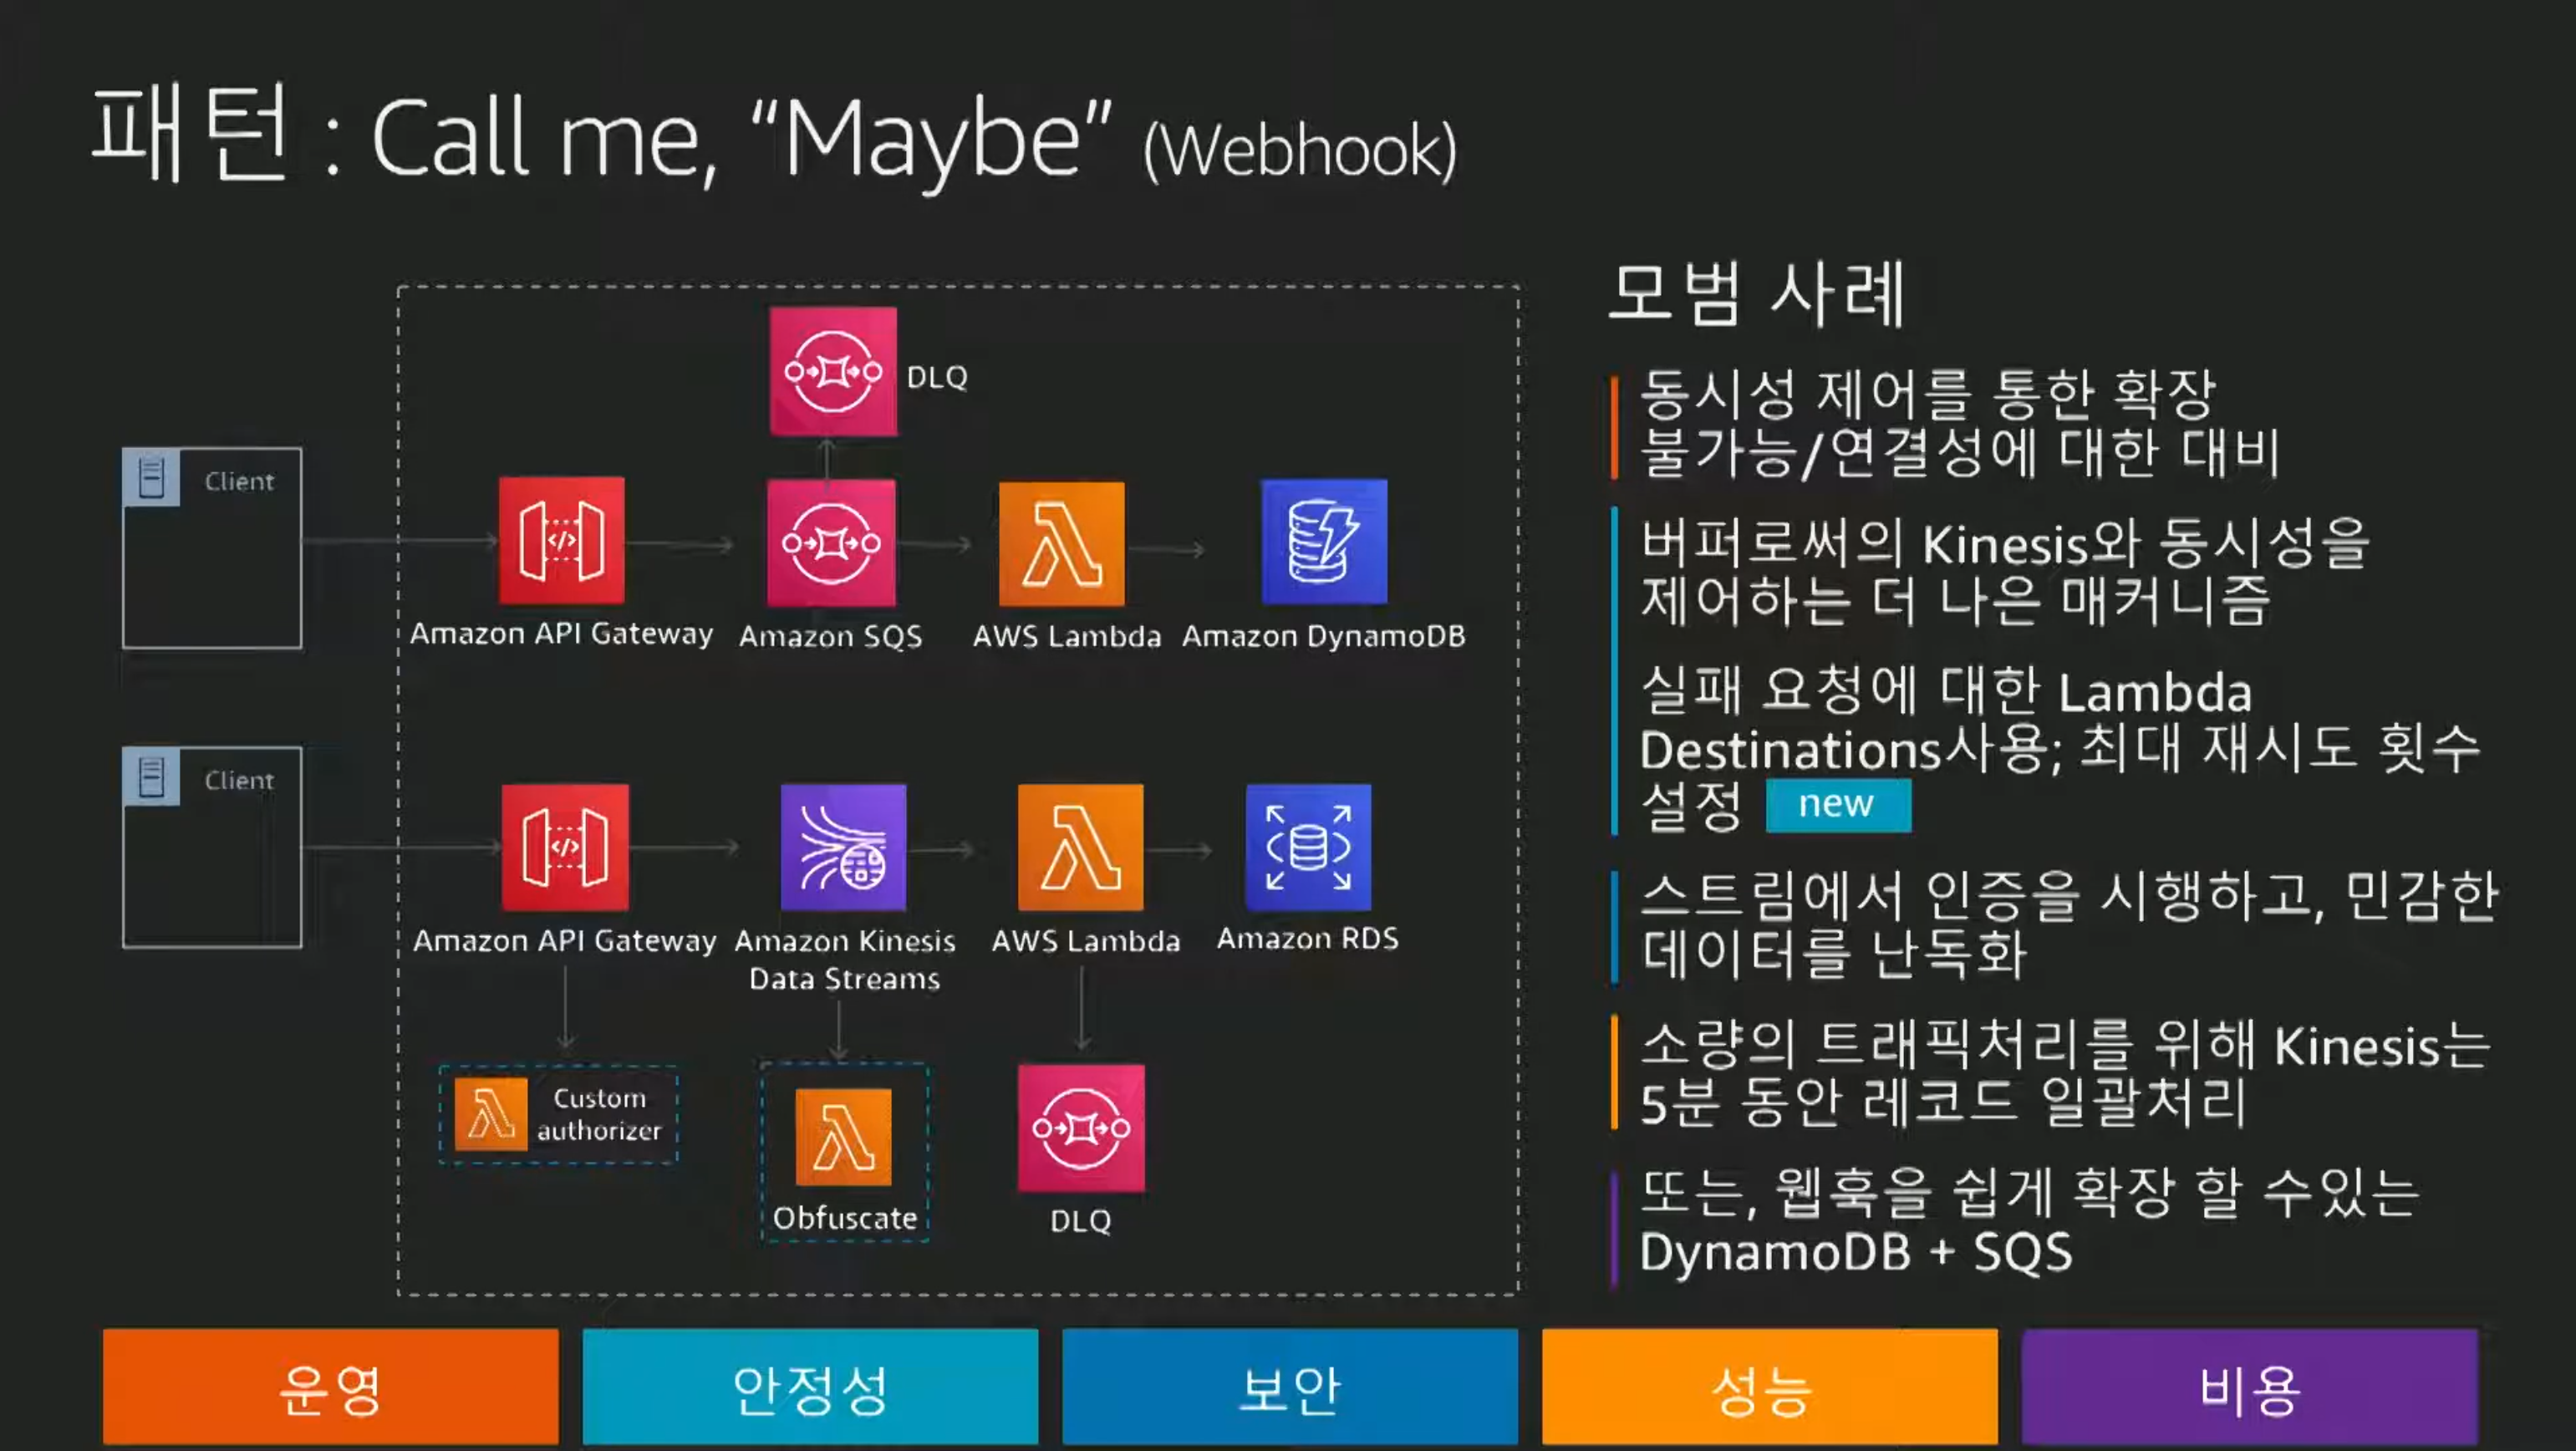 패턴 : Call me, “Maybe” (Webhook)
DLQ
Client
Amazon API Gateway
Amazon SQS
AWS Lambda
Amazon DynamoDB
Client
Amazon API Gateway
Amazon Kinesis
Data Streams
AWS Lambda
Amazon RDS
Custom
authorizer
Obfuscate
DLQ
모범 사례
동시성 제어를 통한 확장
불가능/연결성에 대한 대비
버퍼로써의 Kinesis와 동시성을
제어하는 더 나은 매커니즘
실패 요청에 대한 Lambda
Destinations사용; 최대 재시도 횟수
설정 new
스트림에서 인증을 시행하고, 민감한
데이터를 난독화
소량의 트래픽처리를 위해 Kinesis는
5분 동안 레코드 일괄처리
또는, 웹훅을 쉽게 확장 할 수있는
DynamoDB + SQS
운영
안정성
보안
성능
비용